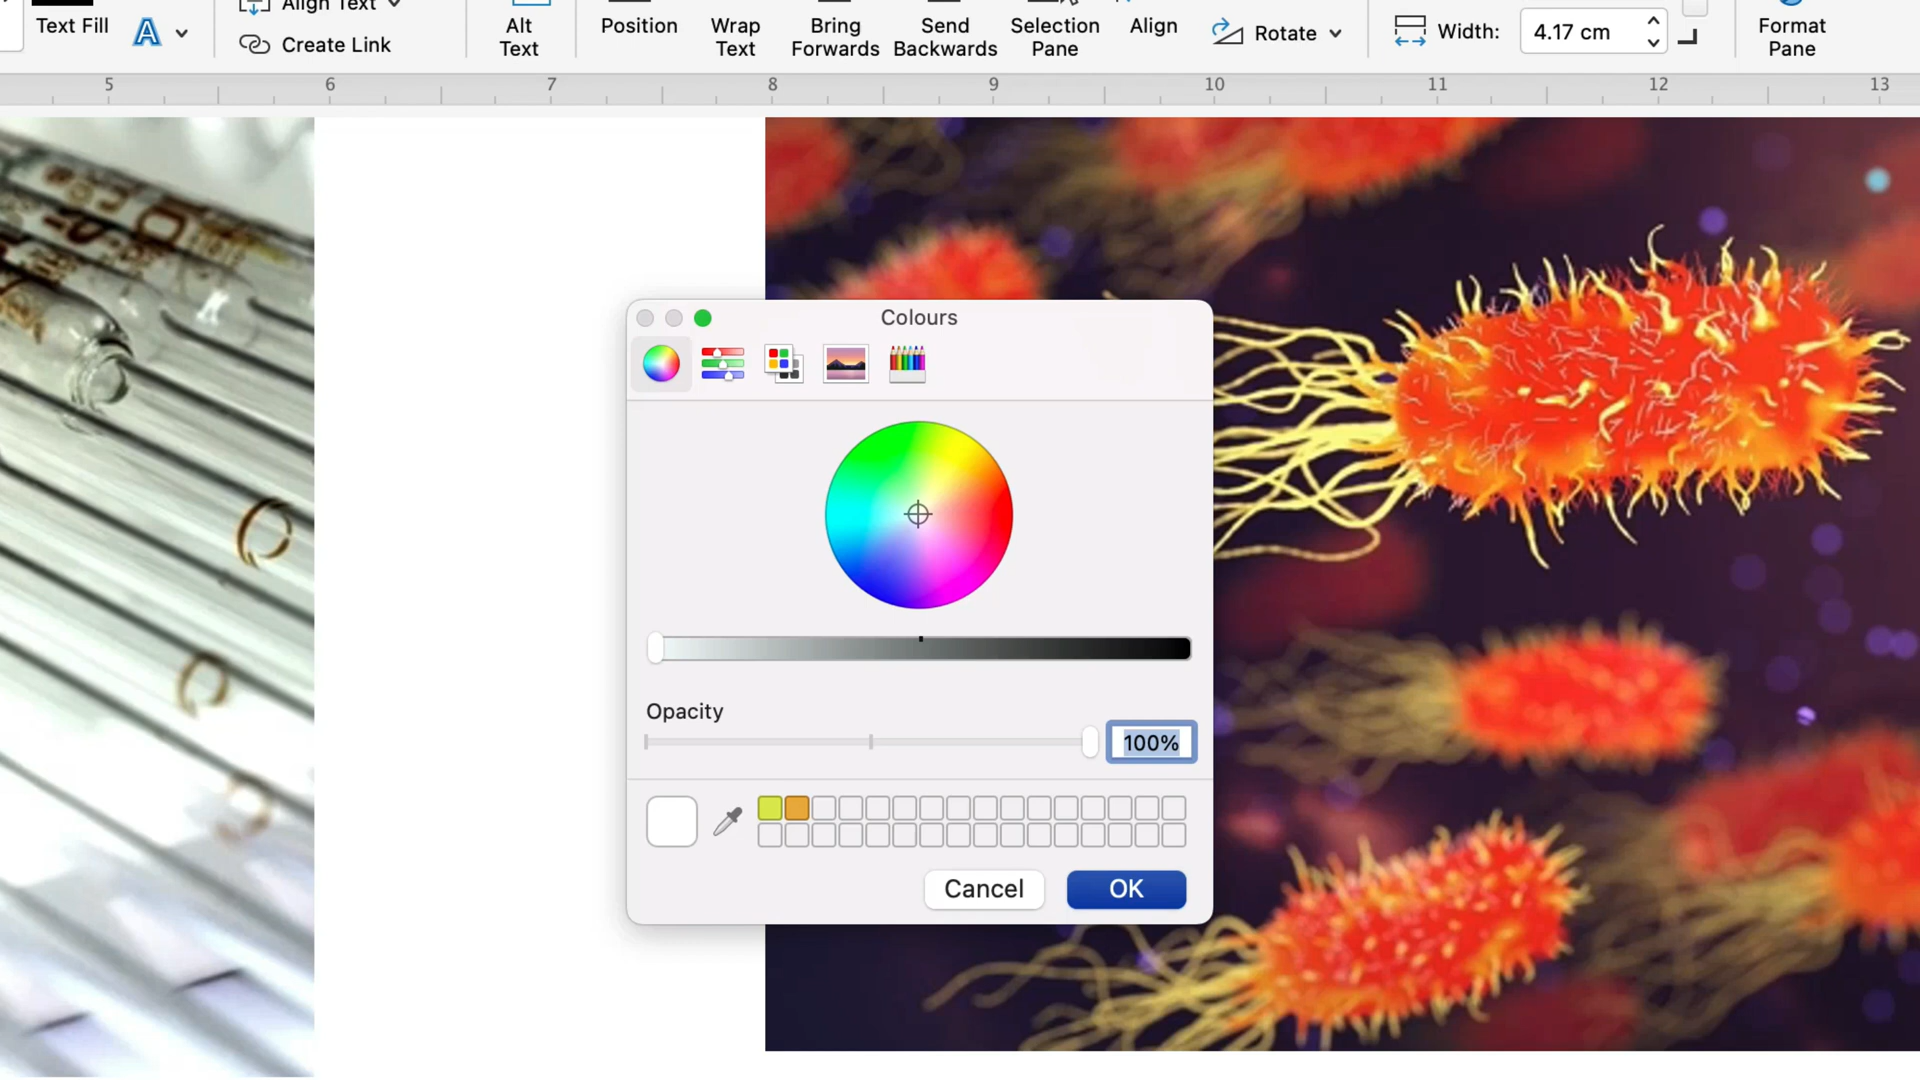 Align Text
Text Fill
A
Create Link
Alt
Text
Position
Wrap
Text
Bring
Forwards
Send
Backwards
Selection
Pane
Align
Rotate
Width:
4.17 cm
Format
Pane
5 6 7 8 9 10 11 12 13
Colours
Opacity
100%
Cancel
OK